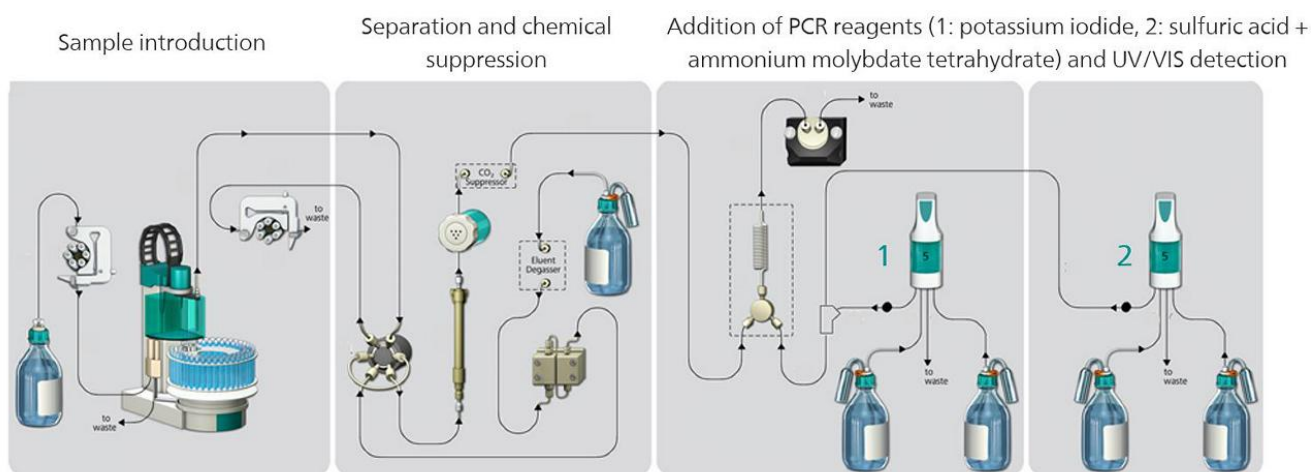 Sample introduction
Separation and chemical
suppression
Addition of PCR reagents (1: potassium iodide, 2: sulfuric acid +
ammonium molybdate tetrahydrate) and UV/VIS detection
to
waste
to
waste
CO₂
Suppressor
Eluent
Degasser
to
waste
1
5
to
waste
2
5
to
waste